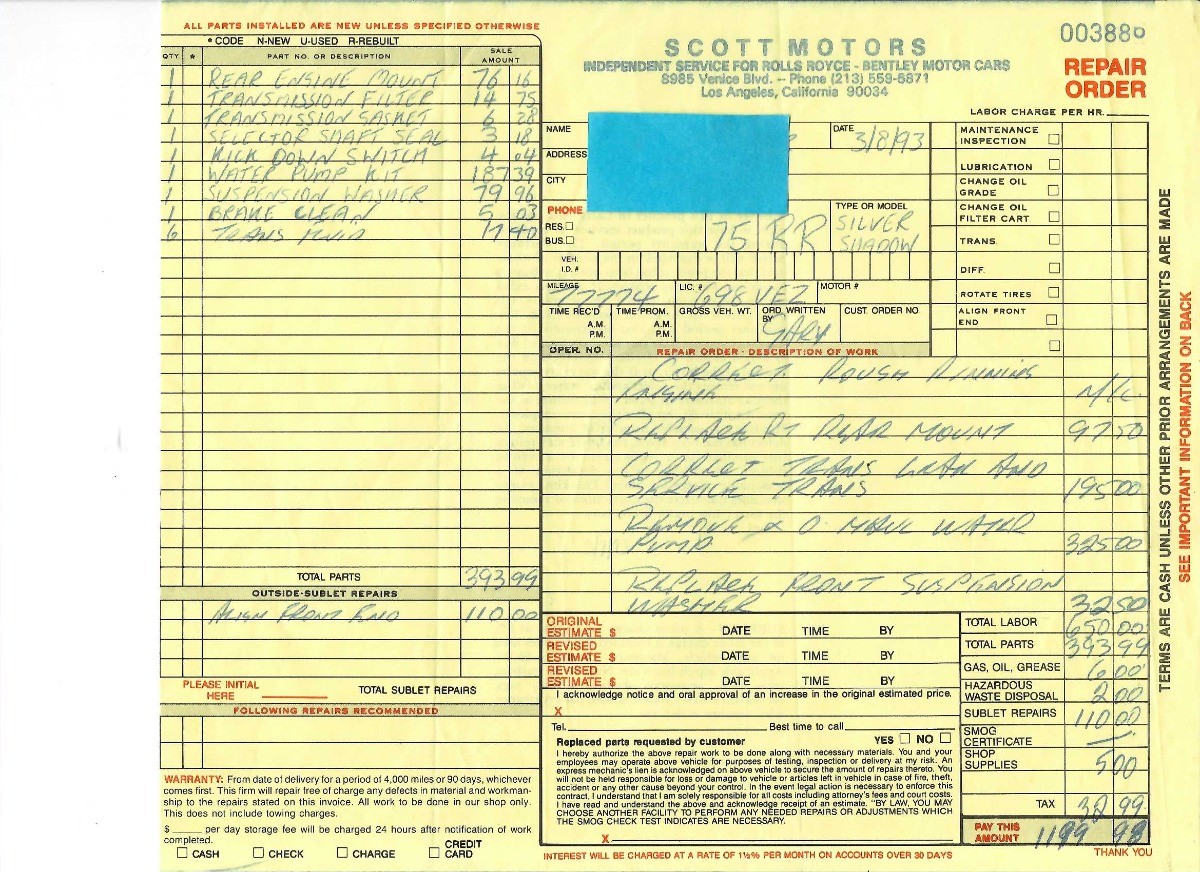 ALL PARTS INSTALLED ARE NEW UNLESS SPECIFIED OTHERWISE
* CODE N-NEW U-USED R-REBUILT
QTY * PART NO. OR DESCRIPTION SALE AMOUNT
1 REAR ENGINE MOUNT 76 16
1 TRANSMISSION FILTER 14 75
1 TRANSMISSION GASKET 6 28
1 SELECTOR SHAFT SEAL 3 18
1 KICK DOWN SWITCH 4 04
1 WATER PUMP KIT 187 39
1 SUSPENSION WASHER 79 96
1 BRAKE CLEAN 5 03
6 TRANS FLUID 17 40
TOTAL PARTS 393 99
OUTSIDE-SUBLET REPAIRS
ALIGN FRONT END 110 00
PLEASE INITIAL HERE
TOTAL SUBLET REPAIRS
FOLLOWING REPAIRS RECOMMENDED
WARRANTY: From date of delivery for a period of 4,000 miles or 90 days, whichever
comes first. This firm will repair free of charge any defects in material and workman-
ship to the repairs stated on this invoice. All work to be done in our shop only.
This does not include towing charges.
$ per day storage fee will be charged 24 hours after notification of work
completed.
CASH CHECK CHARGE CREDIT CARD
SCOTT MOTORS
INDEPENDENT SERVICE FOR ROLLS ROYCE - BENTLEY MOTOR CARS
8985 Venice Blvd. -- Phone (213) 559-5871
Los Angeles, California 90034
REPAIR
ORDER
LABOR CHARGE PER HR.
NAME
DATE 3/8/93
ADDRESS
CITY
PHONE
RES.
BUS.
75 RR
TYPE OR MODEL
SILVER
SHADOW
VEH.
I.D. #
MILEAGE 77774
LIC. # 698 VEZ
MOTOR #
TIME REC'D A.M. P.M.
TIME PROM. A.M. P.M.
GROSS VEH. WT.
ORD. WRITTEN BY GARY
CUST. ORDER NO.
MAINTENANCE INSPECTION
LUBRICATION
CHANGE OIL GRADE
CHANGE OIL FILTER CART.
TRANS.
DIFF.
ROTATE TIRES
ALIGN FRONT END
OPER. NO. REPAIR ORDER - DESCRIPTION OF WORK
CORRECT ROUGH RUNNING
ENGINE N/C
REPLACE RT REAR MOUNT 97 50
CORRECT TRANS LEAK AND
SERVICE TRANS 195 00
REMOVE & O. HAUL WATER
PUMP 325 00
REPLACE FRONT SUSPENSION
WASHER 32 50
ORIGINAL ESTIMATE $ DATE TIME BY
REVISED ESTIMATE $ DATE TIME BY
REVISED ESTIMATE $ DATE TIME BY
I acknowledge notice and oral approval of an increase in the original estimated price.
X
Tel. Best time to call
Replaced parts requested by customer YES NO
I hereby authorize the above repair work to be done along with necessary materials. You and your
employees may operate above vehicle for purposes of testing, inspection or delivery at my risk. An
express mechanic's lien is acknowledged on above vehicle to secure the amount of repairs thereto. You
will not be held responsible for loss or damage to vehicle or articles left in vehicle in case of fire, theft,
accident or any other cause beyond your control. In the event legal action is necessary to enforce this
contract, I understand that I am solely responsible for all costs including attorney's fees and court costs.
I have read and understand the above and acknowledge receipt of an estimate. "BY LAW, YOU MAY
CHOOSE ANOTHER FACILITY TO PERFORM ANY NEEDED REPAIRS OR ADJUSTMENTS WHICH
THE SMOG CHECK TEST INDICATES ARE NECESSARY.
X
TOTAL LABOR 650 00
TOTAL PARTS 393 99
GAS, OIL, GREASE 6 00
HAZARDOUS WASTE DISPOSAL 2 00
SUBLET REPAIRS 110 00
SMOG CERTIFICATE —
SHOP SUPPLIES 5 00
TAX 32 99
PAY THIS AMOUNT 1199 98
INTEREST WILL BE CHARGED AT A RATE OF 1½% PER MONTH ON ACCOUNTS OVER 30 DAYS
THANK YOU
TERMS ARE CASH UNLESS OTHER PRIOR ARRANGEMENTS ARE MADE
SEE IMPORTANT INFORMATION ON BACK